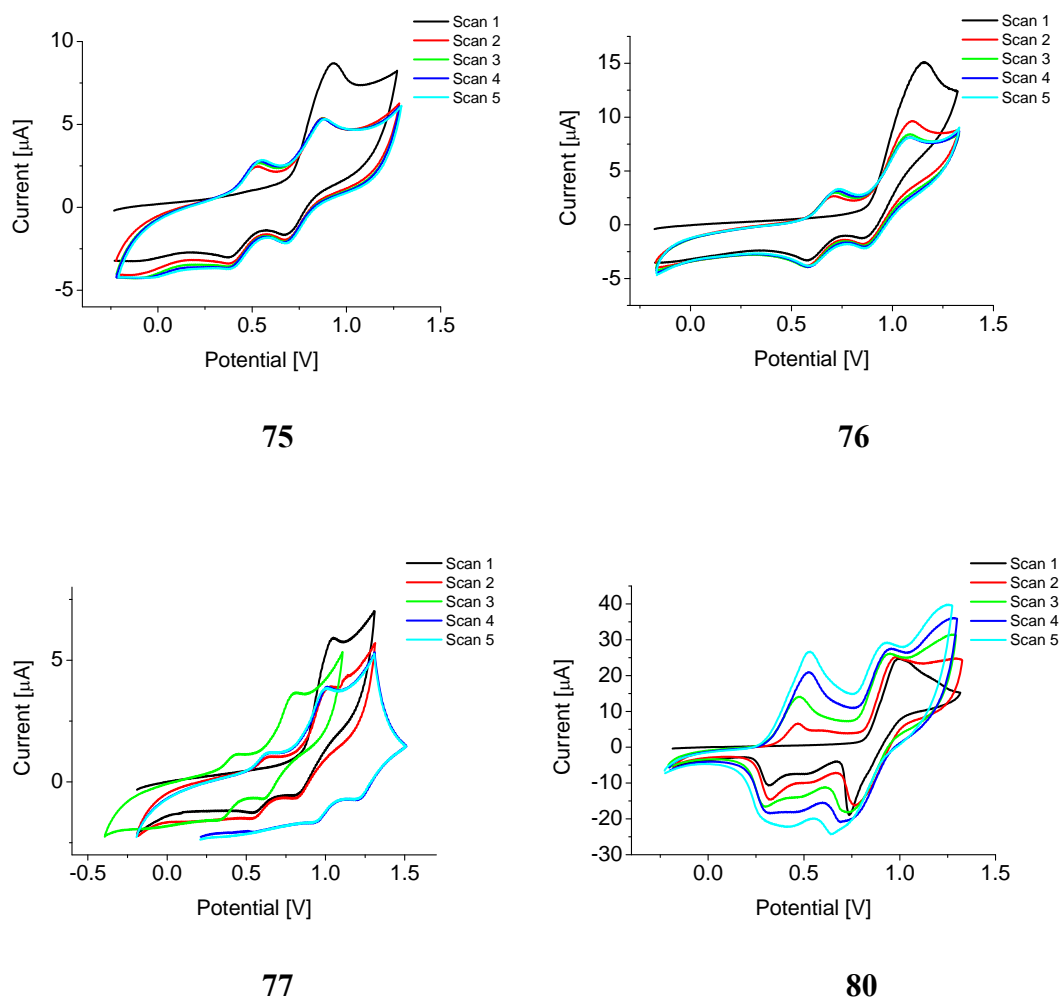 Scan 1
Scan 2
Scan 3
Scan 4
Scan 5
10
5
0
-5
0.0
0.5
1.0
1.5
Current [µA]
Potential [V]
75
Scan 1
Scan 2
Scan 3
Scan 4
Scan 5
15
10
5
0
-5
0.0
0.5
1.0
1.5
Current [µA]
Potential [V]
76
Scan 1
Scan 2
Scan 3
Scan 4
Scan 5
5
0
-0.5
0.0
0.5
1.0
1.5
Current [µA]
Potential [V]
77
Scan 1
Scan 2
Scan 3
Scan 4
Scan 5
40
30
20
10
0
-10
-20
-30
0.0
0.5
1.0
1.5
Current [µA]
Potential [V]
80